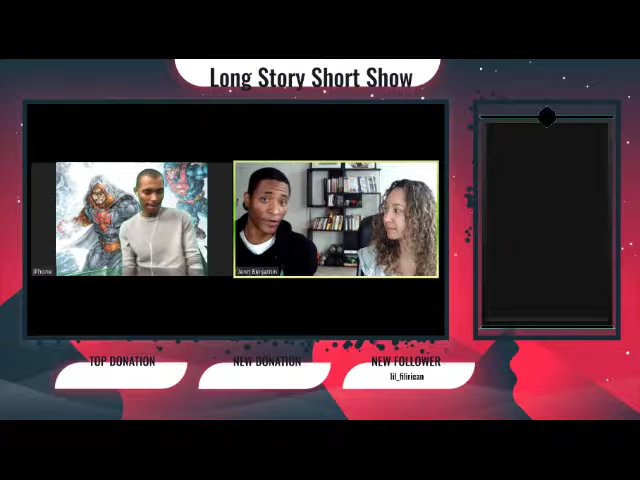 Long Story Short Show
iPhone
Jenn Benjamin
TOP DONATION
NEW DONATION
NEW FOLLOWER
lil_filirican